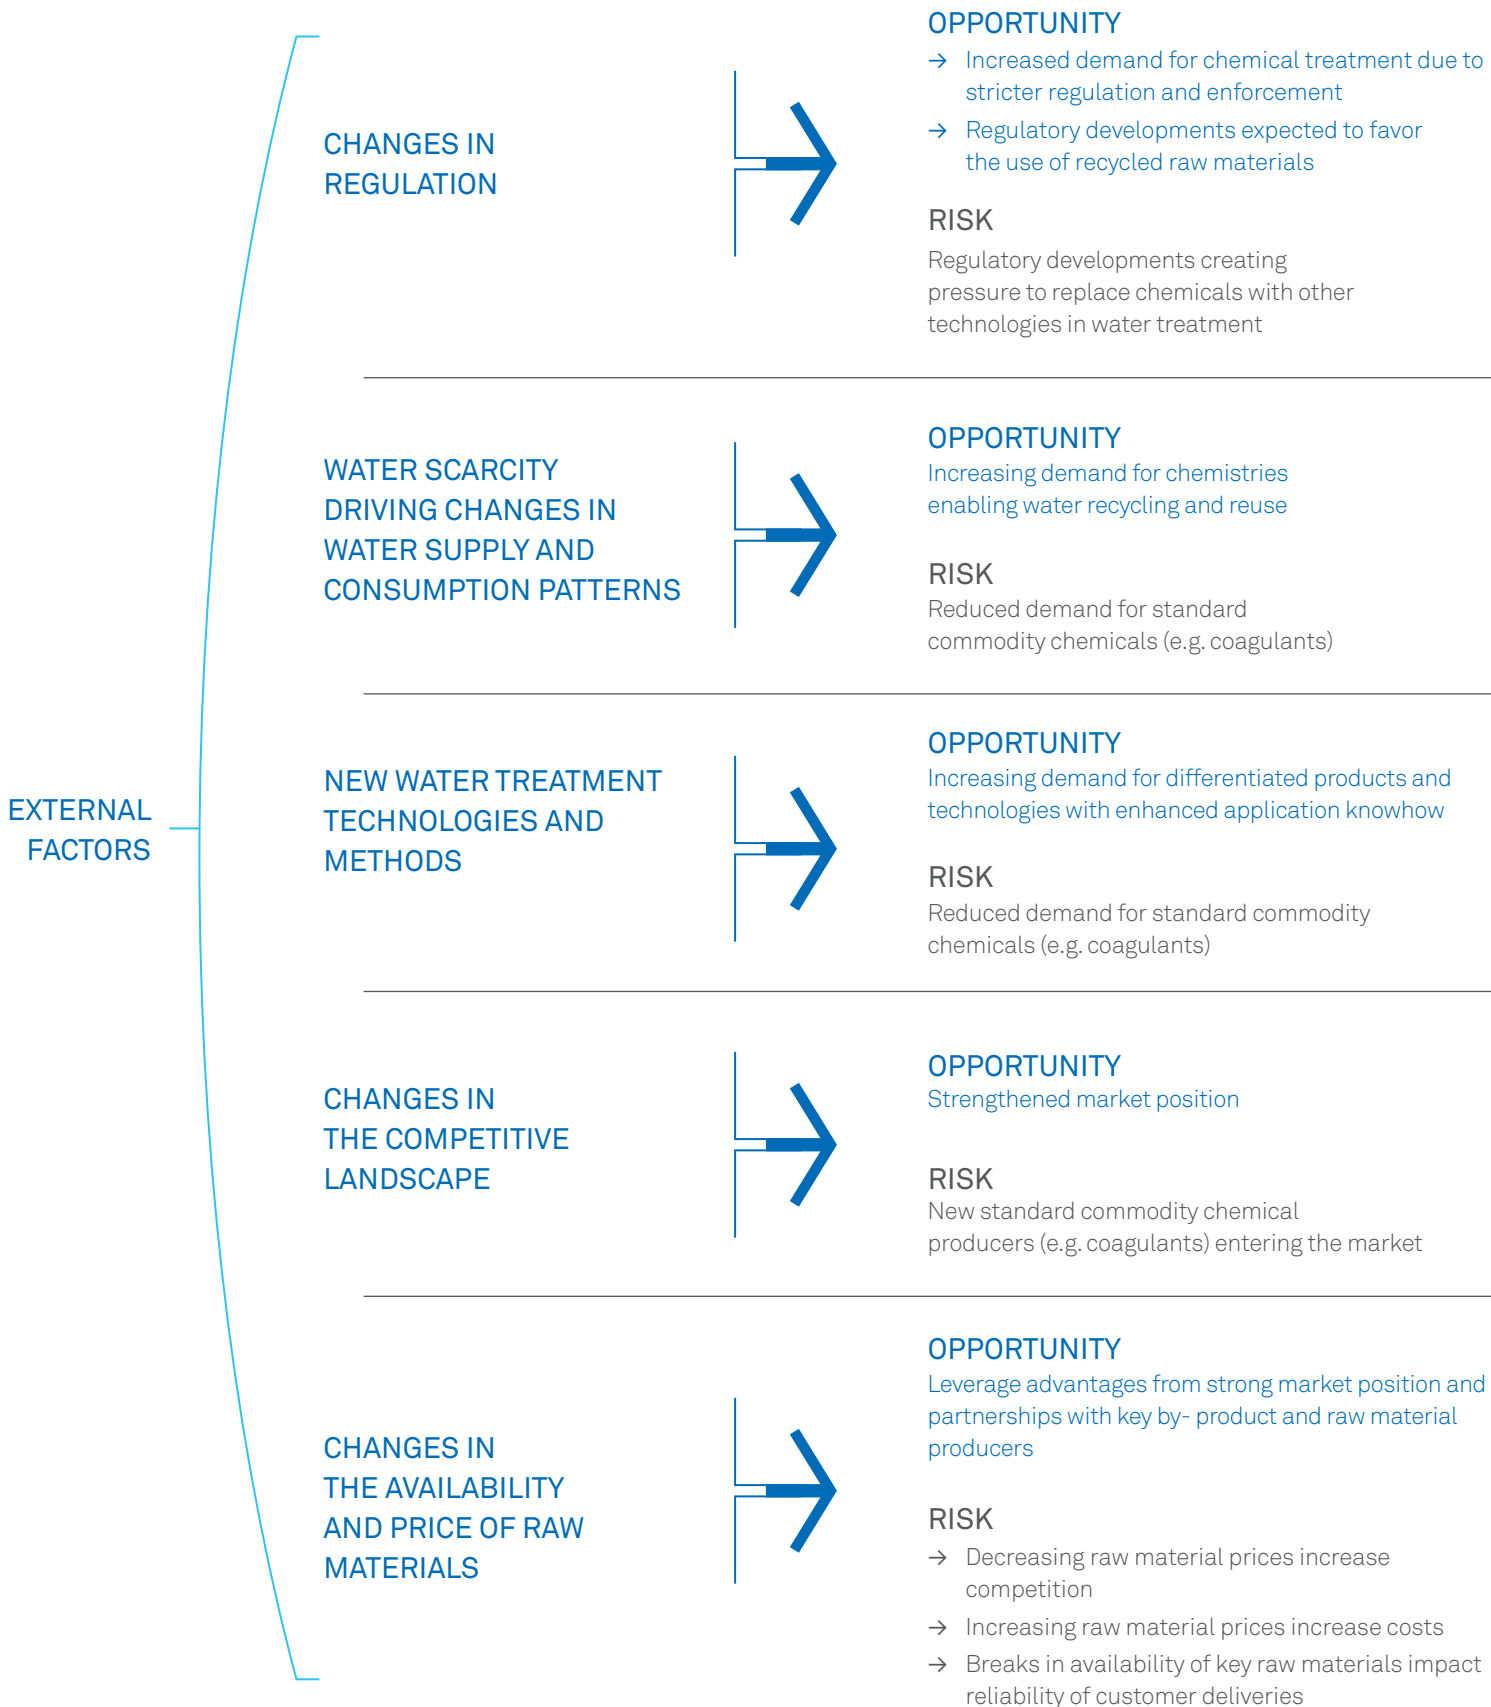 EXTERNAL
FACTORS
CHANGES IN
REGULATION
OPPORTUNITY
→ Increased demand for chemical treatment due to
stricter regulation and enforcement
→ Regulatory developments expected to favor
the use of recycled raw materials
RISK
Regulatory developments creating
pressure to replace chemicals with other
technologies in water treatment
WATER SCARCITY
DRIVING CHANGES IN
WATER SUPPLY AND
CONSUMPTION PATTERNS
OPPORTUNITY
Increasing demand for chemistries
enabling water recycling and reuse
RISK
Reduced demand for standard
commodity chemicals (e.g. coagulants)
NEW WATER TREATMENT
TECHNOLOGIES AND
METHODS
OPPORTUNITY
Increasing demand for differentiated products and
technologies with enhanced application knowhow
RISK
Reduced demand for standard commodity
chemicals (e.g. coagulants)
CHANGES IN
THE COMPETITIVE
LANDSCAPE
OPPORTUNITY
Strengthened market position
RISK
New standard commodity chemical
producers (e.g. coagulants) entering the market
CHANGES IN
THE AVAILABILITY
AND PRICE OF RAW
MATERIALS
OPPORTUNITY
Leverage advantages from strong market position and
partnerships with key by- product and raw material
producers
RISK
→ Decreasing raw material prices increase
competition
→ Increasing raw material prices increase costs
→ Breaks in availability of key raw materials impact
reliability of customer deliveries